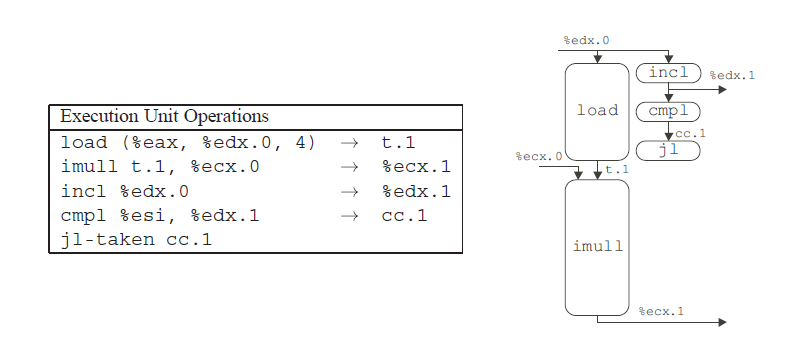 Execution Unit Operations
load (%eax, %edx.0, 4) → t.1
imull t.1, %ecx.0 → %ecx.1
incl %edx.0 → %edx.1
cmpl %esi, %edx.1 → cc.1
jl-taken cc.1
%edx.0
incl
%edx.1
load
cmpl
cc.1
jl
%ecx.0
t.1
imull
%ecx.1